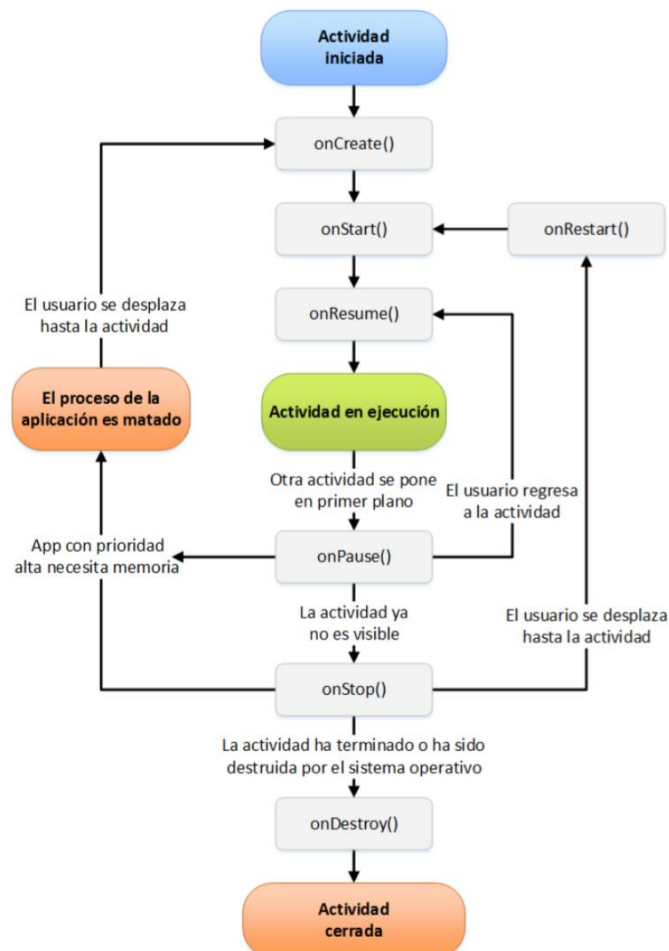 Actividad
iniciada
onCreate()
onStart()
onRestart()
El usuario se desplaza
hasta la actividad
onResume()
El proceso de la
aplicación es matado
Actividad en ejecución
Otra actividad se pone
en primer plano
El usuario regresa
a la actividad
App con prioridad
alta necesita memoria
onPause()
La actividad ya
no es visible
El usuario se desplaza
hasta la actividad
onStop()
La actividad ha terminado o ha sido
destruida por el sistema operativo
onDestroy()
Actividad
cerrada